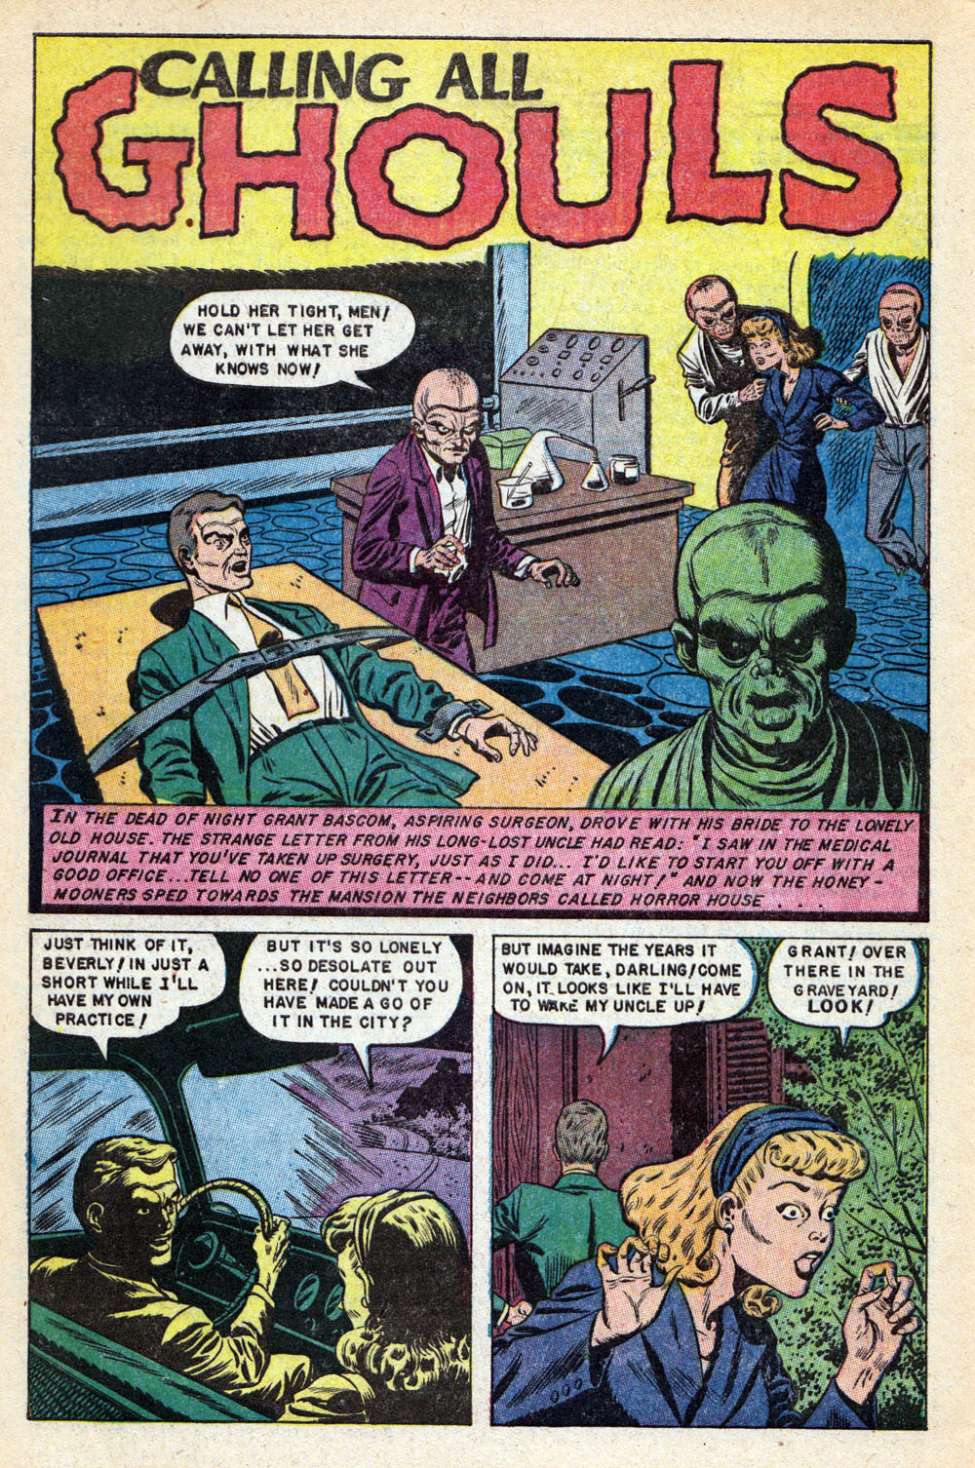 CALLING ALL
GHOULS
HOLD HER TIGHT, MEN!
WE CAN'T LET HER GET
AWAY, WITH WHAT SHE
KNOWS NOW!
IN THE DEAD OF NIGHT GRANT BASCOM, ASPIRING SURGEON, DROVE WITH HIS BRIDE TO THE LONELY
OLD HOUSE. THE STRANGE LETTER FROM HIS LONG-LOST UNCLE HAD READ: "I SAW IN THE MEDICAL
JOURNAL THAT YOU'VE TAKEN UP SURGERY, JUST AS I DID... I'D LIKE TO START YOU OFF WITH A
GOOD OFFICE...TELL NO ONE OF THIS LETTER--AND COME AT NIGHT!" AND NOW THE HONEY-
MOONERS SPED TOWARDS THE MANSION THE NEIGHBORS CALLED HORROR HOUSE . . . .
JUST THINK OF IT,
BEVERLY! IN JUST A
SHORT WHILE I'LL
HAVE MY OWN
PRACTICE!
BUT IT'S SO LONELY
...SO DESOLATE OUT
HERE! COULDN'T YOU
HAVE MADE A GO OF
IT IN THE CITY?
BUT IMAGINE THE YEARS IT
WOULD TAKE, DARLING! COME
ON, IT LOOKS LIKE I'LL HAVE
TO WAKE MY UNCLE UP!
GRANT! OVER
THERE IN THE
GRAVEYARD!
LOOK!